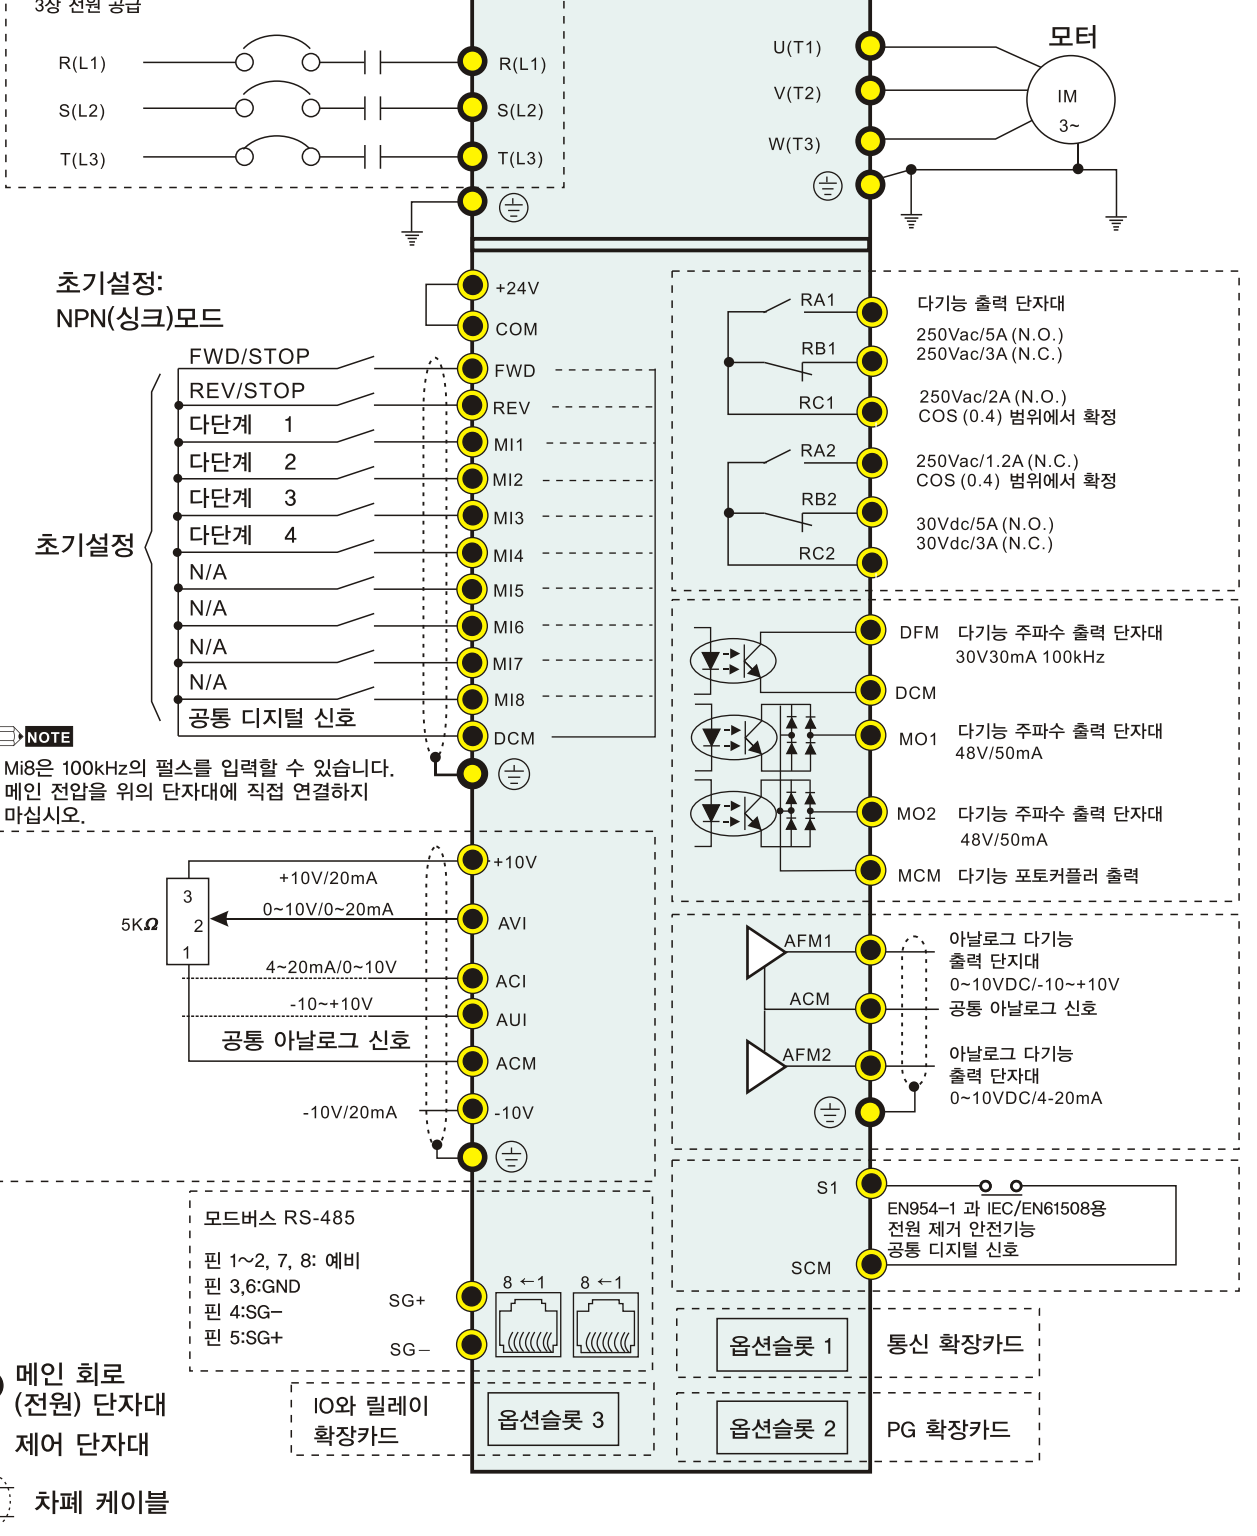 3상 전원 공급
R(L1)
S(L2)
T(L3)
R(L1)
S(L2)
T(L3)
U(T1)
V(T2)
W(T3)
모터
IM
3~
초기설정:
NPN(싱크)모드
+24V
COM
FWD/STOP
FWD
REV/STOP
REV
다단계 1
MI1
다단계 2
MI2
다단계 3
MI3
다단계 4
MI4
초기설정
N/A
MI5
N/A
MI6
N/A
MI7
N/A
MI8
공통 디지털 신호
DCM
NOTE
Mi8은 100kHz의 펄스를 입력할 수 있습니다.
메인 전압을 위의 단자대에 직접 연결하지
마십시오.
RA1
RB1
RC1
RA2
RB2
RC2
다기능 출력 단자대
250Vac/5A (N.O.)
250Vac/3A (N.C.)
250Vac/2A (N.O.)
COS (0.4) 범위에서 확정
250Vac/1.2A (N.C.)
COS (0.4) 범위에서 확정
30Vdc/5A (N.O.)
30Vdc/3A (N.C.)
DFM 다기능 주파수 출력 단자대
30V30mA 100kHz
DCM
MO1 다기능 주파수 출력 단자대
48V/50mA
MO2 다기능 주파수 출력 단자대
48V/50mA
MCM 다기능 포토커플러 출력
+10V
+10V/20mA
5KΩ
3
2
1
0~10V/0~20mA
AVI
4~20mA/0~10V
ACI
-10~+10V
AUI
공통 아날로그 신호
ACM
-10V/20mA
-10V
AFM1
아날로그 다기능
출력 단지대
0~10VDC/-10~+10V
ACM
공통 아날로그 신호
AFM2
아날로그 다기능
출력 단자대
0~10VDC/4-20mA
S1
EN954-1 과 IEC/EN61508용
전원 제거 안전기능
공통 디지털 신호
SCM
모드버스 RS-485
핀 1~2, 7, 8: 예비
핀 3,6:GND
핀 4:SG-
핀 5:SG+
SG+
SG-
8 ←1
8 ←1
옵션슬롯 1
통신 확장카드
옵션슬롯 2
PG 확장카드
IO와 릴레이
확장카드
옵션슬롯 3
메인 회로
(전원) 단자대
제어 단자대
차폐 케이블